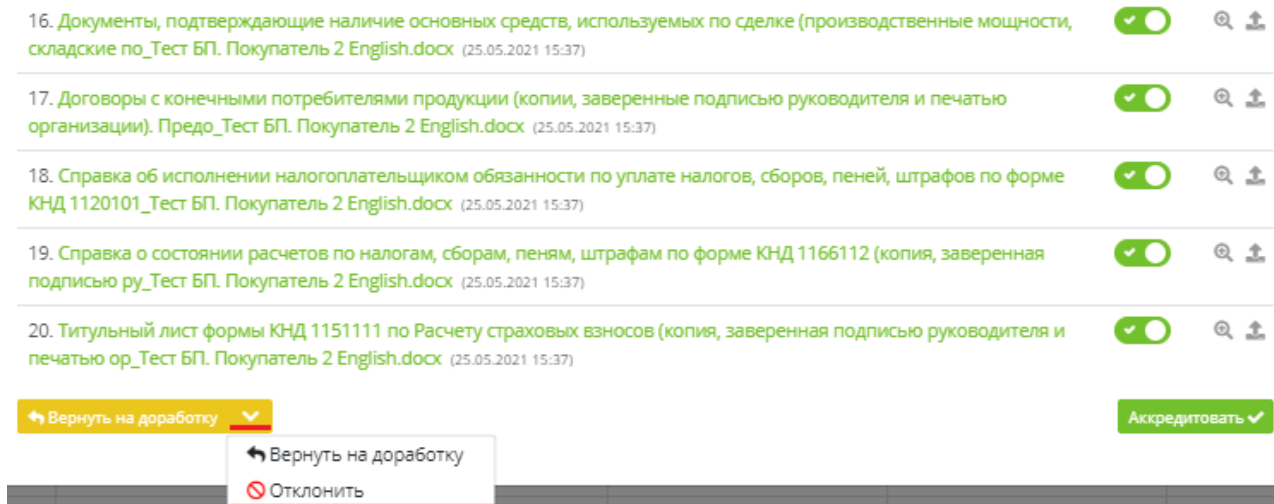 16. Документы, подтверждающие наличие основных средств, используемых по сделке (производственные мощности,
складские по_Тест БП. Покупатель 2 English.docx (25.05.2021 15:37)
17. Договоры с конечными потребителями продукции (копии, заверенные подписью руководителя и печатью
организации). Предо_Тест БП. Покупатель 2 English.docx (25.05.2021 15:37)
18. Справка об исполнении налогоплательщиком обязанности по уплате налогов, сборов, пеней, штрафов по форме
КНД 1120101_Тест БП. Покупатель 2 English.docx (25.05.2021 15:37)
19. Справка о состоянии расчетов по налогам, сборам, пеням, штрафам по форме КНД 1166112 (копия, заверенная
подписью ру_Тест БП. Покупатель 2 English.docx (25.05.2021 15:37)
20. Титульный лист формы КНД 1151111 по Расчету страховых взносов (копия, заверенная подписью руководителя и
печатью ор_Тест БП. Покупатель 2 English.docx (25.05.2021 15:37)
Вернуть на доработку
Аккредитовать
Вернуть на доработку
Отклонить